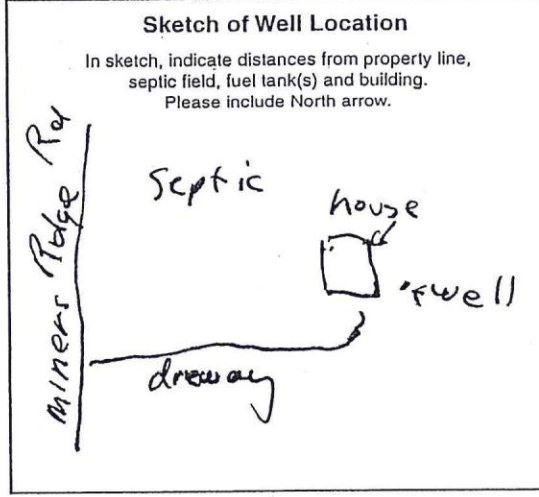 Sketch of Well Location
In sketch, indicate distances from property line,
septic field, fuel tank(s) and building.
Please include North arrow.
miners Ridge Rd
septic
house
well
driveway